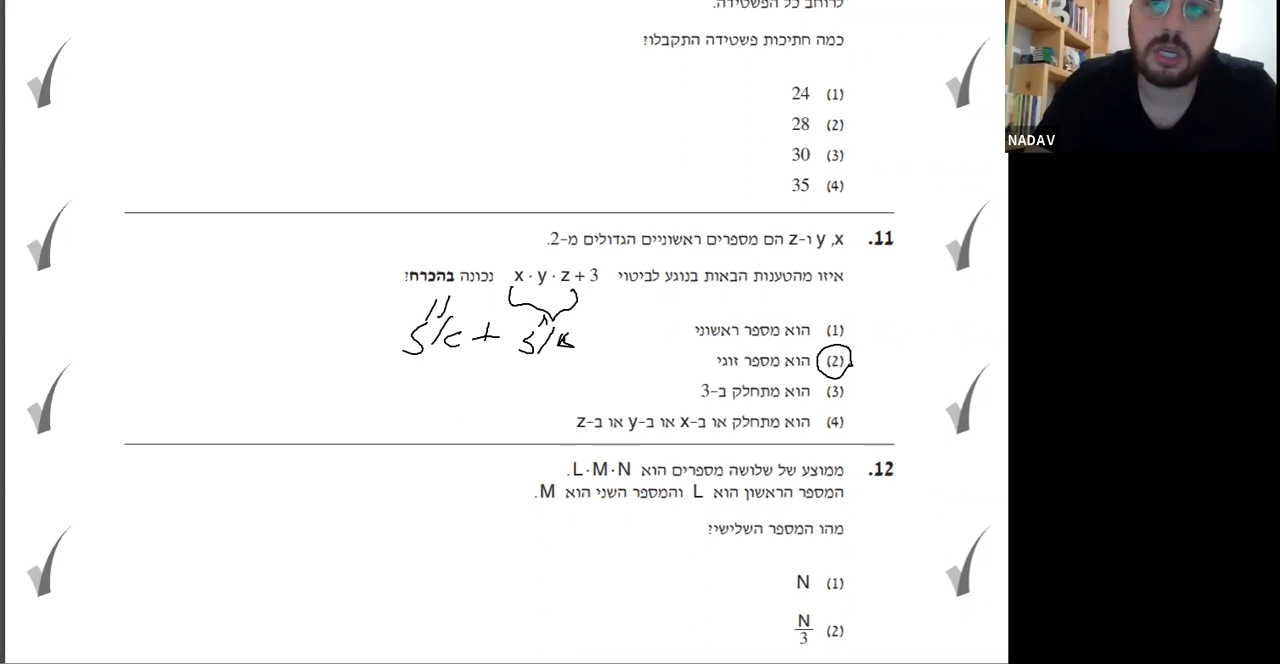 לרוחב כל הפשטידה.
כמה חתיכות פשטידה התקבלו?
(1) 24
(2) 28
(3) 30
(4) 35
NADAV
11. x, y ו-z הם מספרים ראשוניים הגדולים מ-2.
איזו מהטענות הבאות בנוגע לביטוי x · y · z + 3 נכונה בהכרח?
(1) הוא מספר ראשוני
(2) הוא מספר זוגי
(3) הוא מתחלק ב-3
(4) הוא מתחלק או ב-x או ב-y או ב-z
12. ממוצע של שלושה מספרים הוא L·M·N.
המספר הראשון הוא L והמספר השני הוא M.
מהו המספר השלישי?
(1) N
(2) N/3